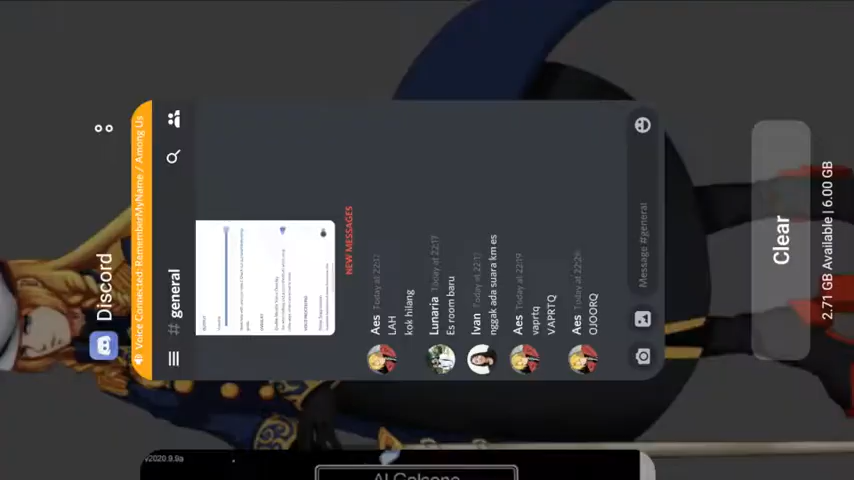 Discord
Voice Connected: RememberMyName / Among Us
# general
NEW MESSAGES
Aes Today at 22:17
LAH
kok hilang
Lunaria Today at 22:17
Es room baru
Ivan Today at 22:17
nggak ada suara km es
Aes Today at 22:19
vaprtq
VAPRTQ
Aes Today at 22:29
OJOORQ
Message #general
Clear
2.71 GB Available | 6.00 GB
v2020.9.9a